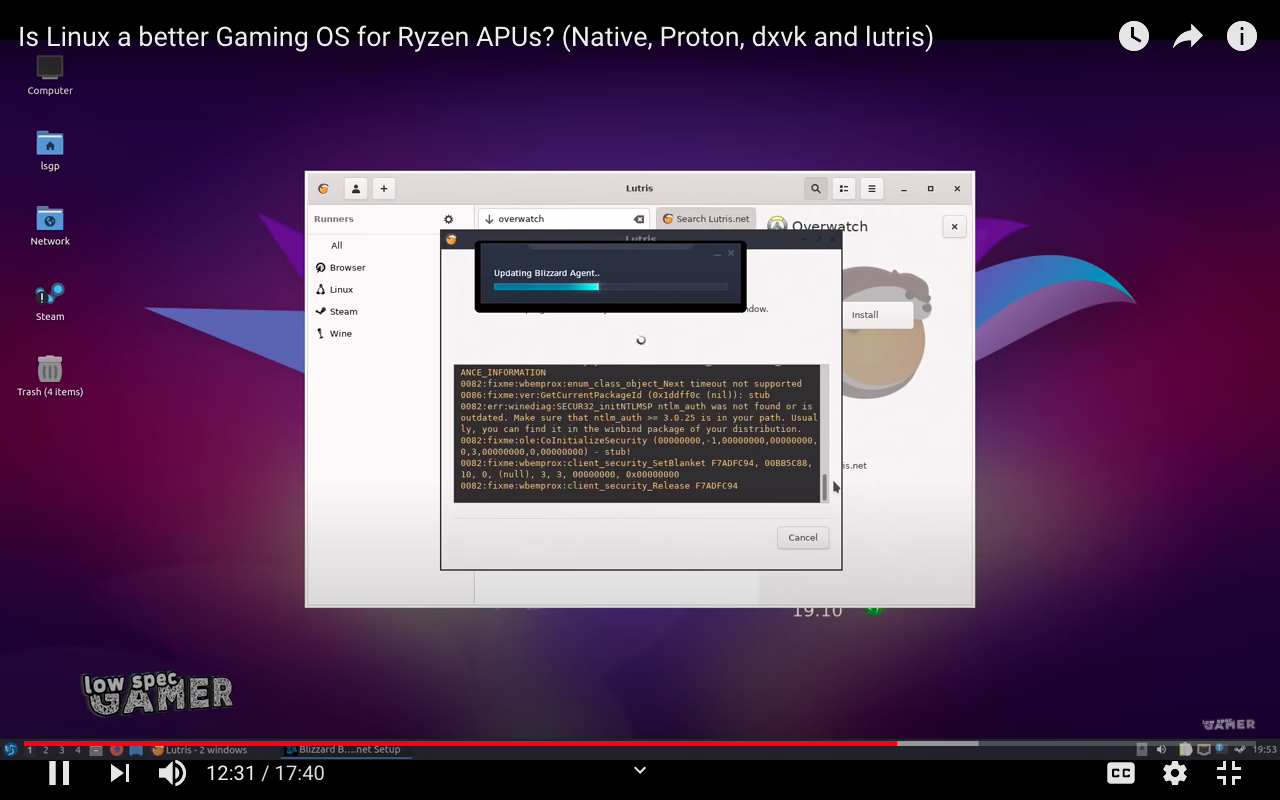 Is Linux a better Gaming OS for Ryzen APUs? (Native, Proton, dxvk and lutris)
Computer
lsgp
Network
Steam
Trash (4 items)
Lutris
Runners
overwatch
Search Lutris.net
Overwatch
All
Browser
Linux
Steam
Wine
Lutris
Updating Blizzard Agent..
Install
ANCE_INFORMATION
0082:fixme:wbemprox:enum_class_object_Next timeout not supported
0086:fixme:ver:GetCurrentPackageId (0x1ddff0c (nil)): stub
0082:err:winediag:SECUR32_initNTLMSP ntlm_auth was not found or is
outdated. Make sure that ntlm_auth >= 3.0.25 is in your path. Usual
ly, you can find it in the winbind package of your distribution.
0082:fixme:ole:CoInitializeSecurity (00000000,-1,00000000,00000000,
0,3,00000000,0,00000000) - stub!
0082:fixme:wbemprox:client_security_SetBlanket F7ADFC94, 00BB5C88,
10, 0, (null), 3, 3, 00000000, 0x00000000
0082:fixme:wbemprox:client_security_Release F7ADFC94
is.net
Cancel
19.10
low spec
GAMER
GAMER
1 2 3 4
Lutris - 2 windows
Blizzard B....net Setup
19:53
12:31 / 17:40
CC